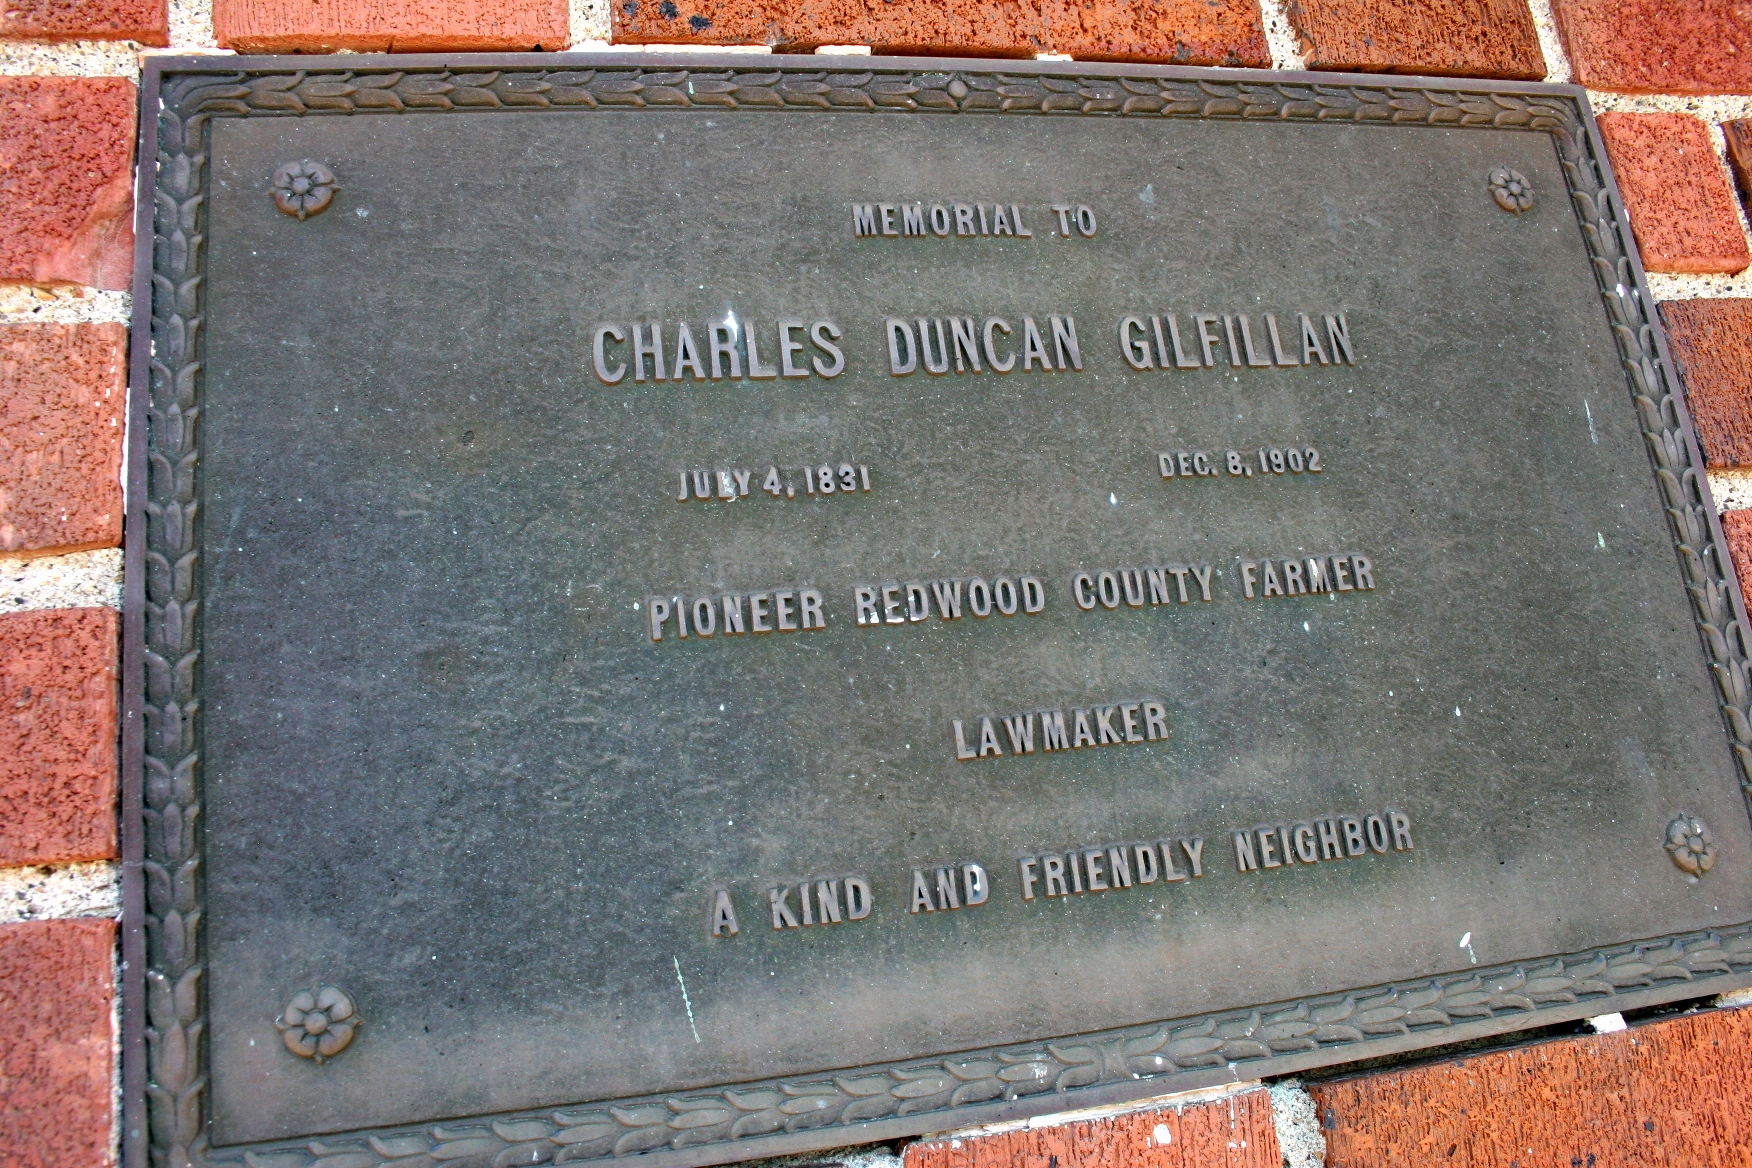 MEMORIAL TO
CHARLES DUNCAN GILFILLAN
JULY 4, 1831 DEC. 8, 1902
PIONEER REDWOOD COUNTY FARMER
LAWMAKER
A KIND AND FRIENDLY NEIGHBOR